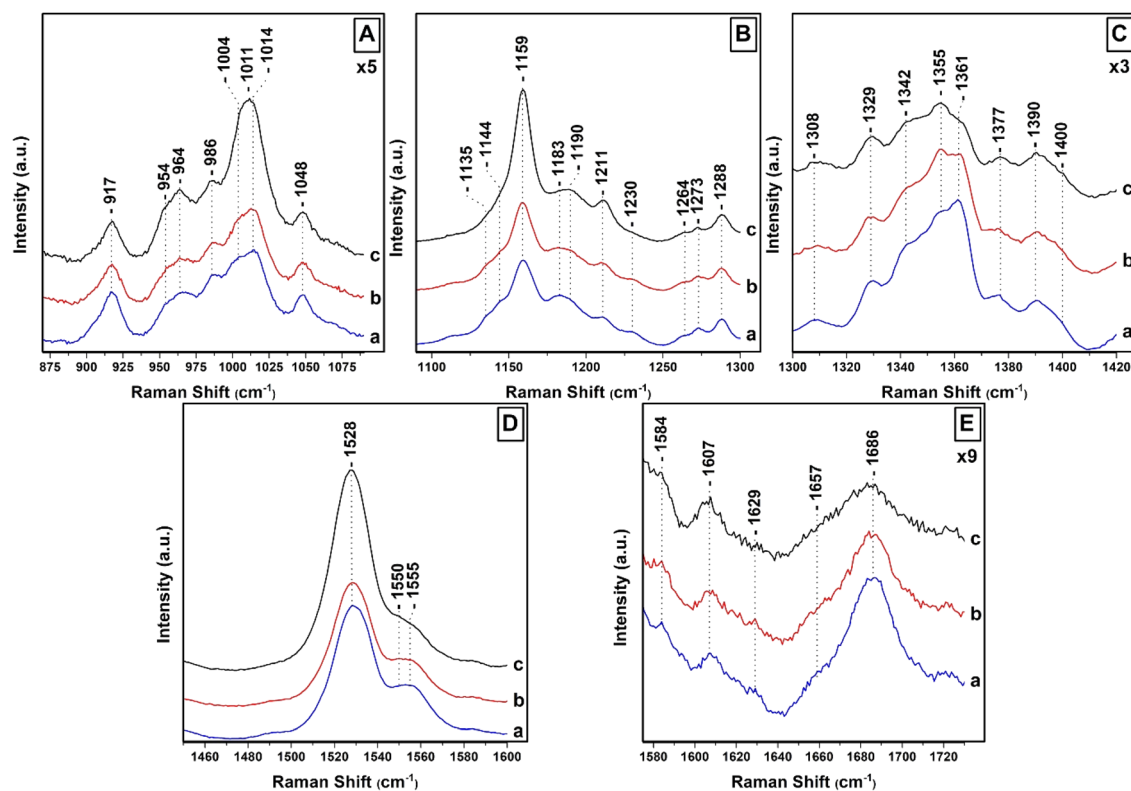 A
x5
1004
1011
1014
917
954
964
986
1048
c
b
a
875 900 925 950 975 1000 1025 1050 1075
Raman Shift (cm⁻¹)
Intensity (a.u.)
B
1135
1144
1159
1183
1190
1211
1230
1264
1273
1288
c
b
a
1100 1150 1200 1250 1300
Raman Shift (cm⁻¹)
Intensity (a.u.)
C
x3
1308
1329
1342
1355
1361
1377
1390
1400
c
b
a
1300 1320 1340 1360 1380 1400 1420
Raman Shift (cm⁻¹)
Intensity (a.u.)
D
1528
1550
1555
c
b
a
1460 1480 1500 1520 1540 1560 1580 1600
Raman Shift (cm⁻¹)
Intensity (a.u.)
E
x9
1584
1607
1629
1657
1686
c
b
a
1580 1600 1620 1640 1660 1680 1700 1720
Raman Shift (cm⁻¹)
Intensity (a.u.)